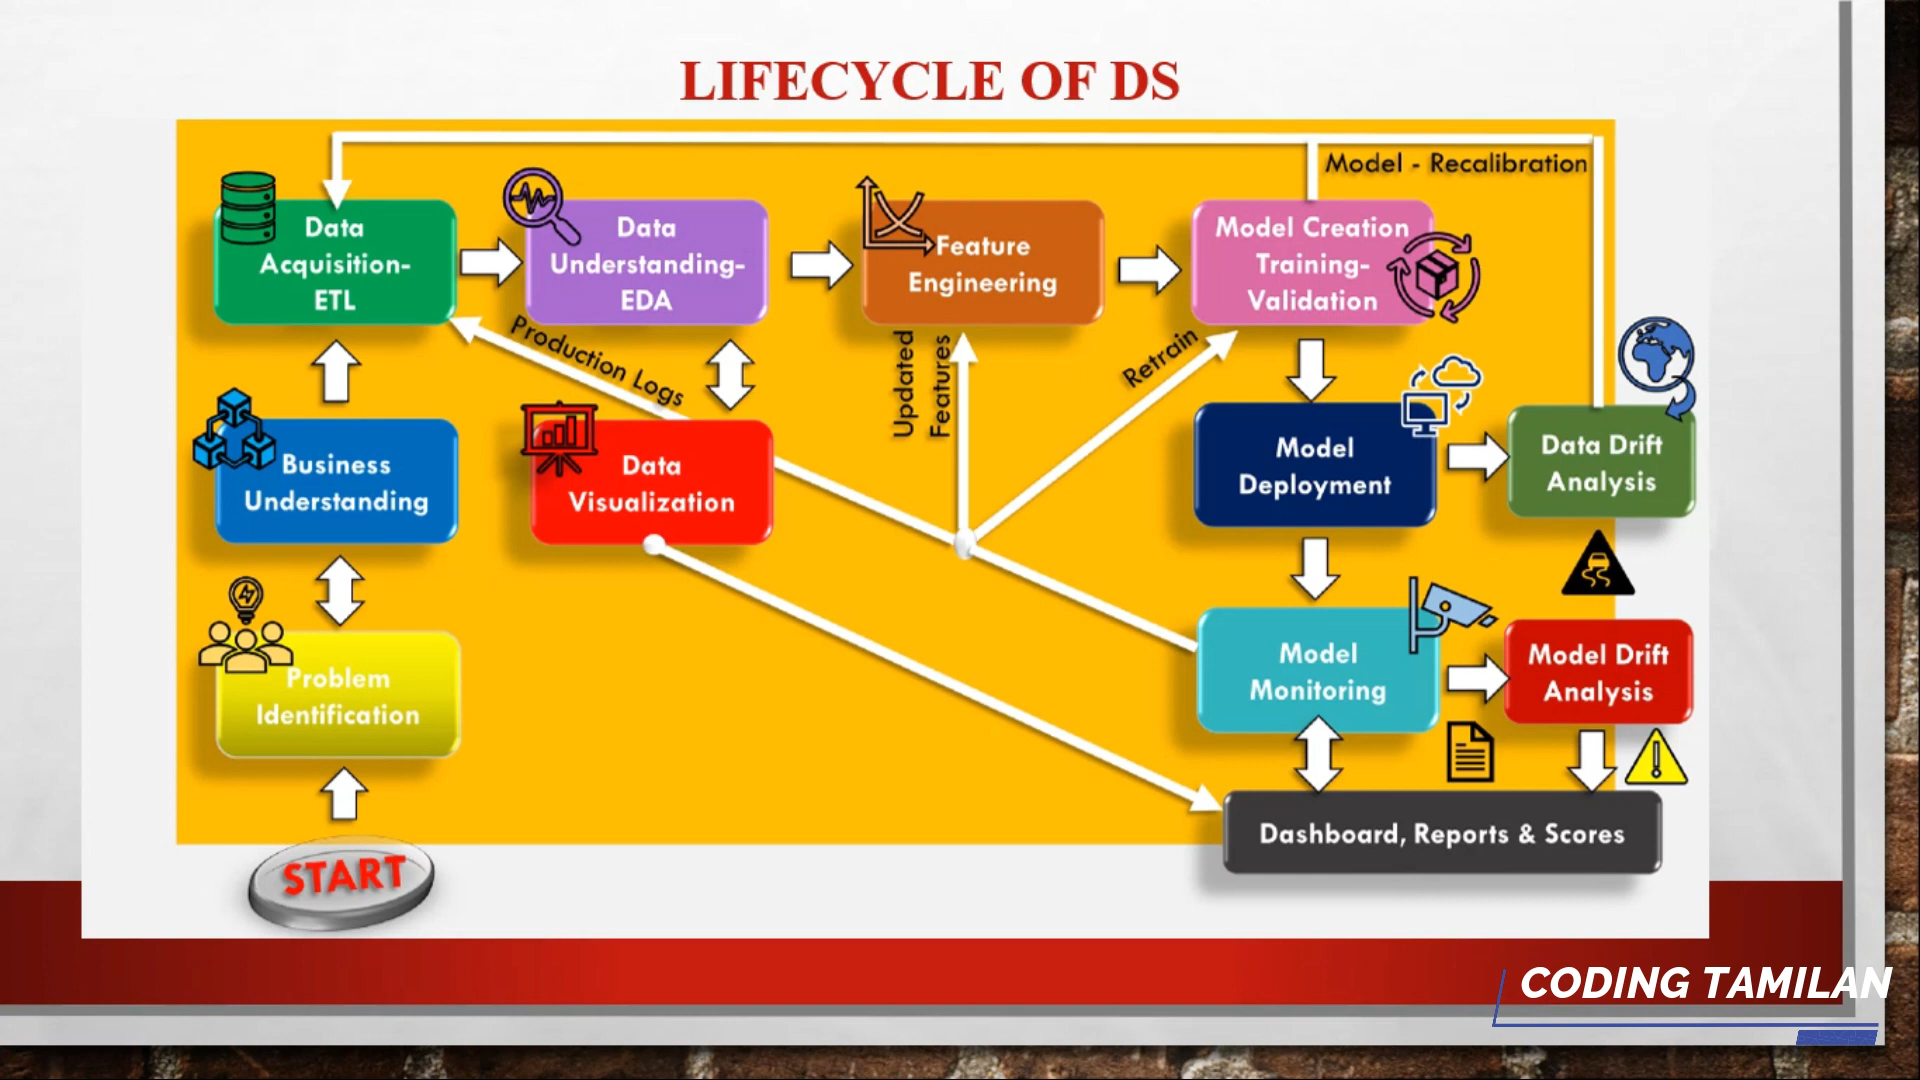 LIFECYCLE OF DS
Model - Recalibration
Data
Acquisition-
ETL
Data
Understanding-
EDA
Feature
Engineering
Model Creation
Training-
Validation
Production Logs
Updated
Features
Retrain
Business
Understanding
Data
Visualization
Model
Deployment
Data Drift
Analysis
Problem
Identification
Model
Monitoring
Model Drift
Analysis
Dashboard, Reports & Scores
START
CODING TAMILAN